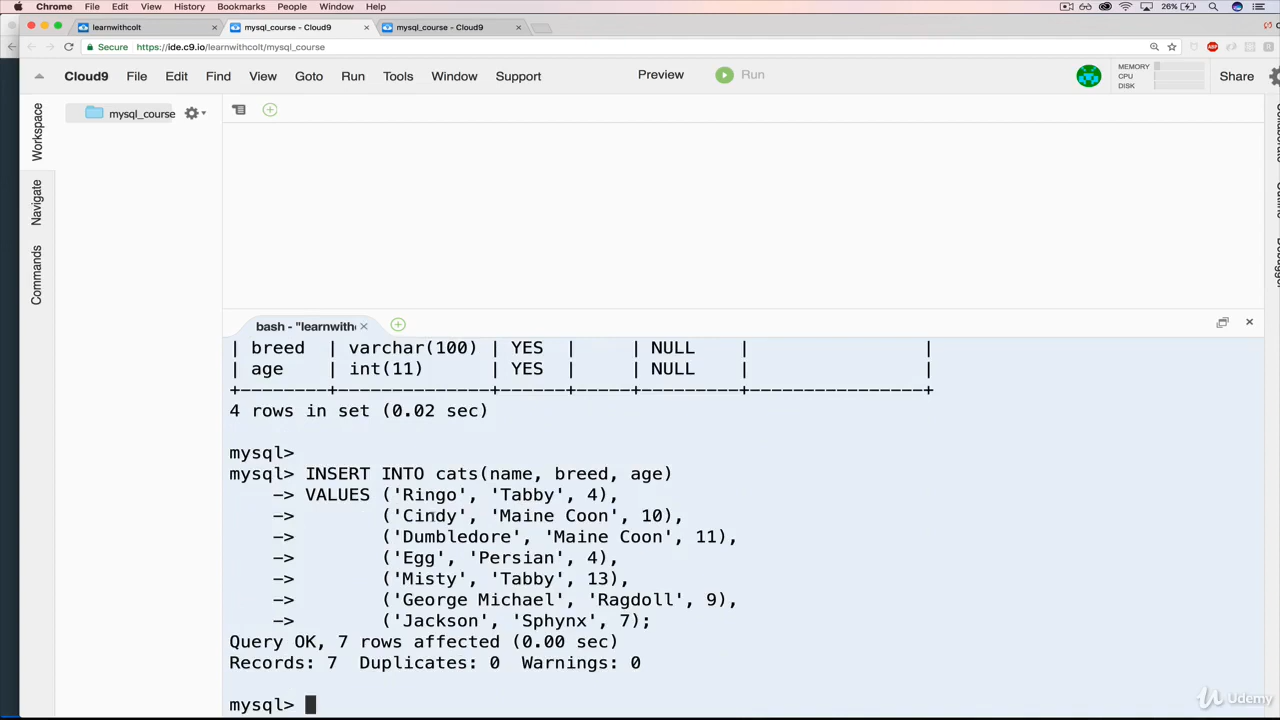 Chrome File Edit View History Bookmarks People Window Help 26%
learnwithcolt mysql_course - Cloud9 mysql_course - Cloud9
Secure https://ide.c9.io/learnwithcolt/mysql_course
Cloud9 File Edit Find View Goto Run Tools Window Support Preview Run MEMORY CPU DISK Share
Workspace
Navigate
Commands
mysql_course
bash - "learnwith
| breed | varchar(100) | YES | | NULL | |
| age | int(11) | YES | | NULL | |
+--------+--------------+------+-----+---------+----------------+
4 rows in set (0.02 sec)
mysql>
mysql> INSERT INTO cats(name, breed, age)
-> VALUES ('Ringo', 'Tabby', 4),
-> ('Cindy', 'Maine Coon', 10),
-> ('Dumbledore', 'Maine Coon', 11),
-> ('Egg', 'Persian', 4),
-> ('Misty', 'Tabby', 13),
-> ('George Michael', 'Ragdoll', 9),
-> ('Jackson', 'Sphynx', 7);
Query OK, 7 rows affected (0.00 sec)
Records: 7 Duplicates: 0 Warnings: 0
mysql>
Udemy